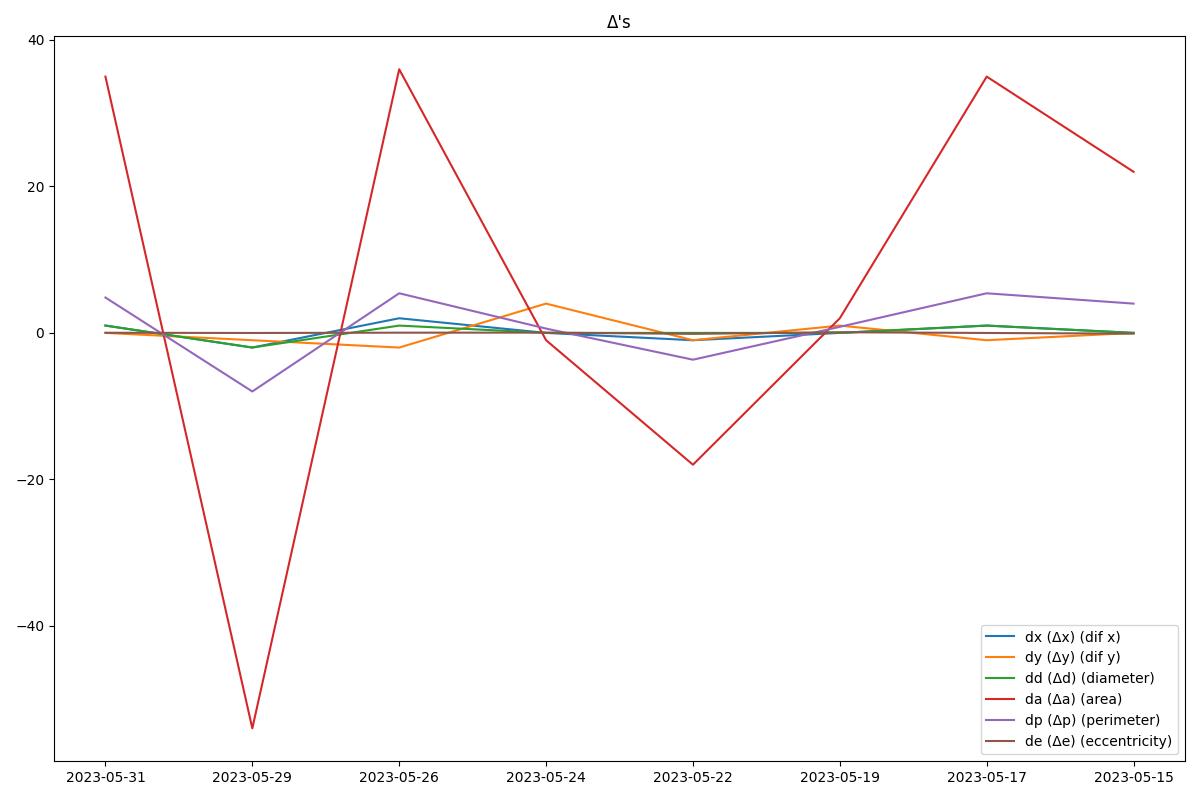 Δ's
40
20
0
−20
−40
2023-05-31 2023-05-29 2023-05-26 2023-05-24 2023-05-22 2023-05-19 2023-05-17 2023-05-15
dx (Δx) (dif x)
dy (Δy) (dif y)
dd (Δd) (diameter)
da (Δa) (area)
dp (Δp) (perimeter)
de (Δe) (eccentricity)